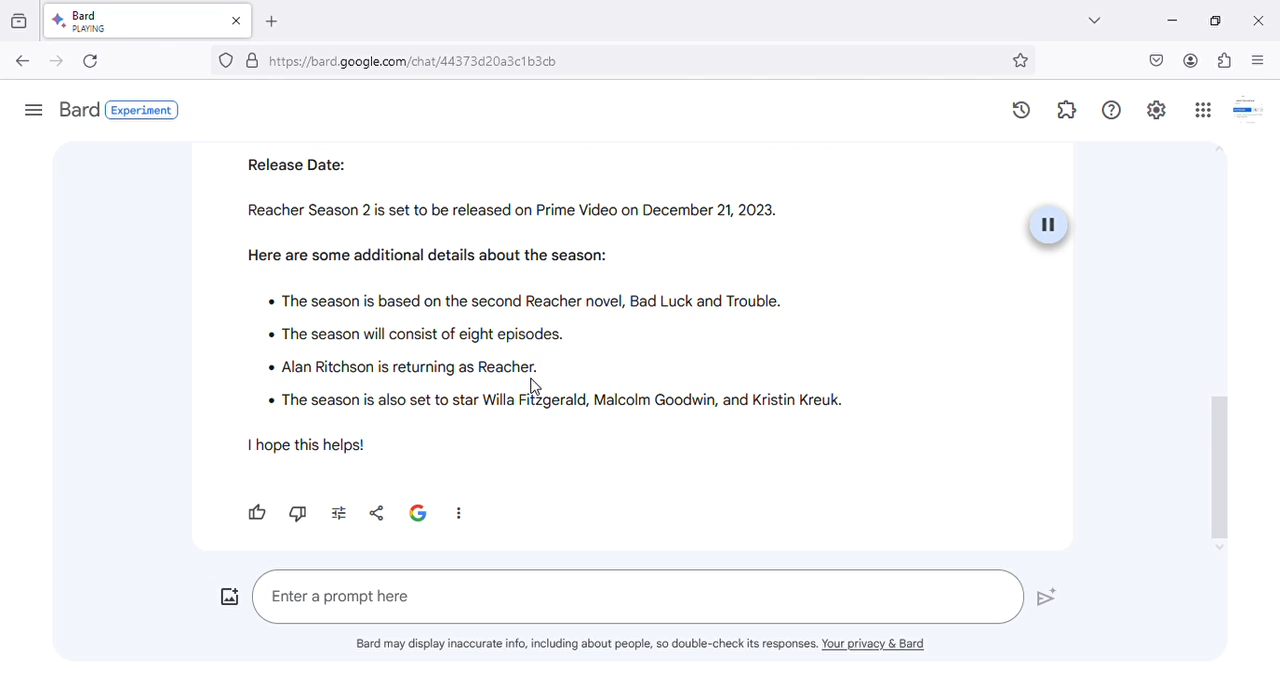 Bard
PLAYING
https://bard.google.com/chat/44373d20a3c1b3cb
Bard Experiment
Release Date:
Reacher Season 2 is set to be released on Prime Video on December 21, 2023.
Here are some additional details about the season:
• The season is based on the second Reacher novel, Bad Luck and Trouble.
• The season will consist of eight episodes.
• Alan Ritchson is returning as Reacher.
• The season is also set to star Willa Fitzgerald, Malcolm Goodwin, and Kristin Kreuk.
I hope this helps!
Enter a prompt here
Bard may display inaccurate info, including about people, so double-check its responses. Your privacy & Bard